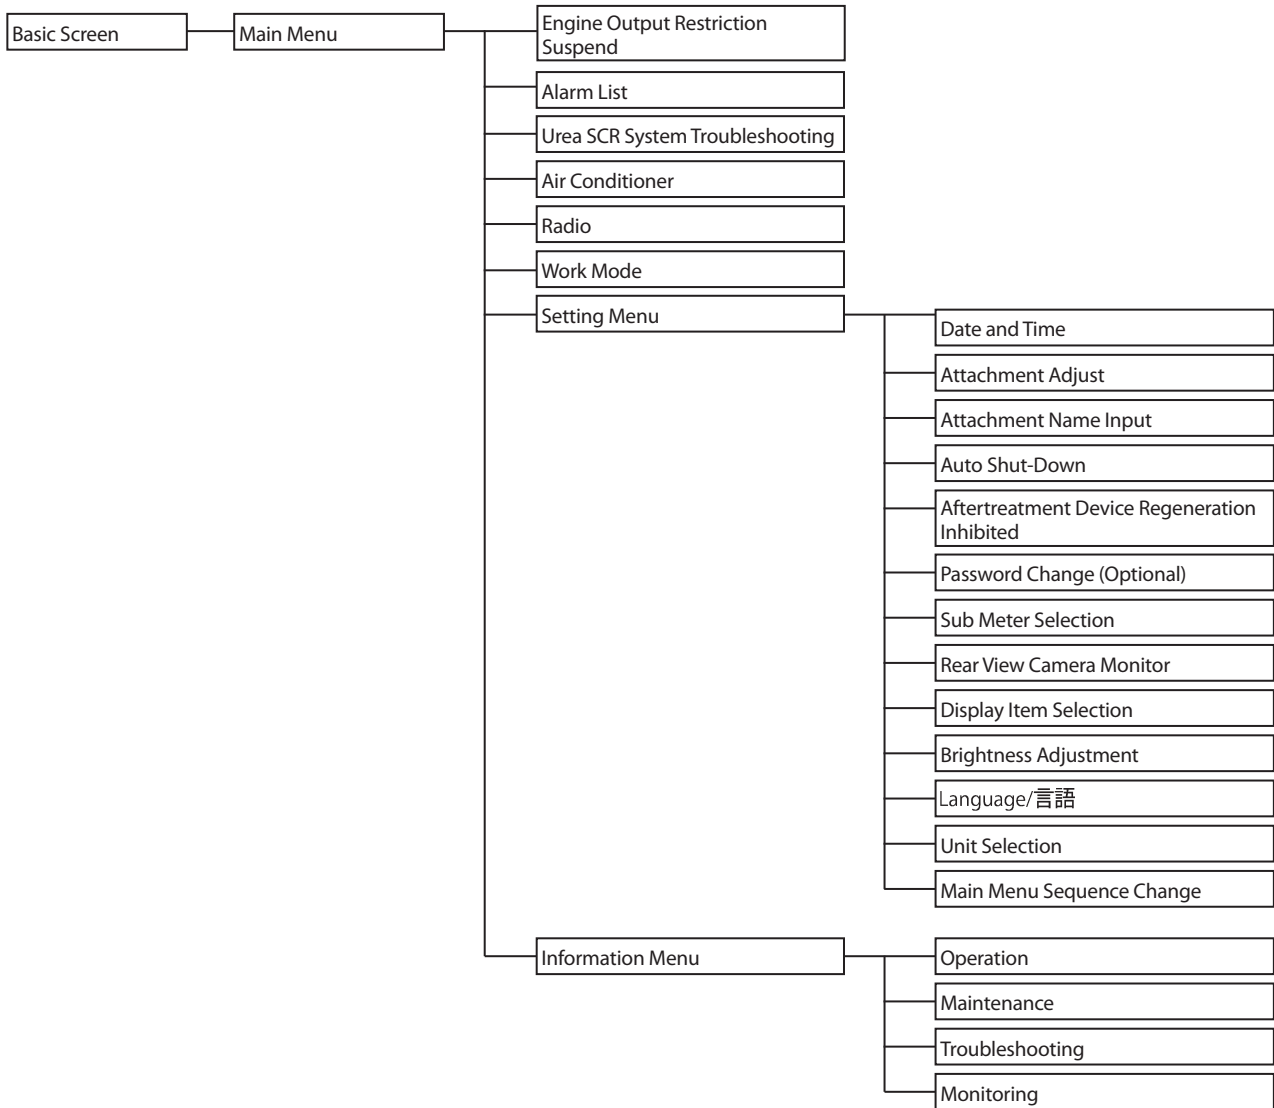 Basic Screen
Main Menu
Engine Output Restriction
Suspend
Alarm List
Urea SCR System Troubleshooting
Air Conditioner
Radio
Work Mode
Setting Menu
Date and Time
Attachment Adjust
Attachment Name Input
Auto Shut-Down
Aftertreatment Device Regeneration
Inhibited
Password Change (Optional)
Sub Meter Selection
Rear View Camera Monitor
Display Item Selection
Brightness Adjustment
Language/言語
Unit Selection
Main Menu Sequence Change
Information Menu
Operation
Maintenance
Troubleshooting
Monitoring